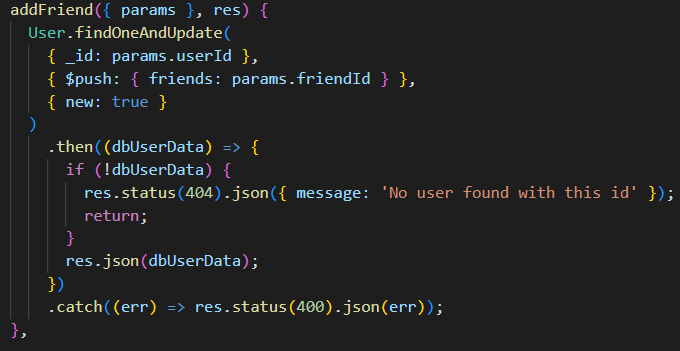 addFriend({ params }, res) {
  User.findOneAndUpdate(
    { _id: params.userId },
    { $push: { friends: params.friendId } },
    { new: true }
  )
    .then((dbUserData) => {
      if (!dbUserData) {
        res.status(404).json({ message: 'No user found with this id' });
        return;
      }
      res.json(dbUserData);
    })
    .catch((err) => res.status(400).json(err));
},